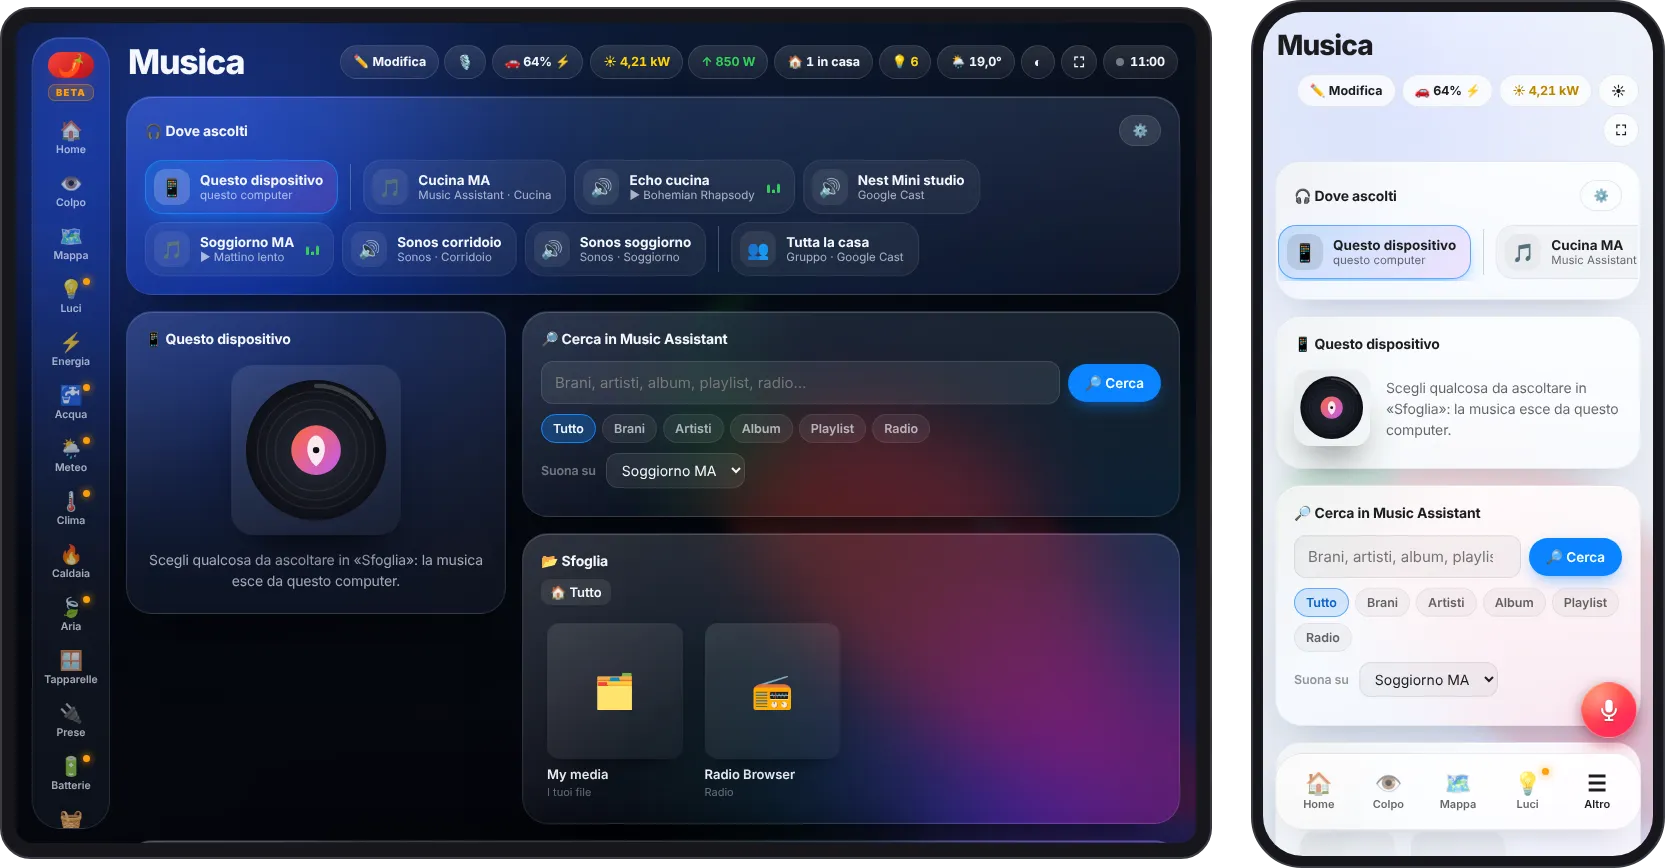 BETA
Home
Colpo
Mappa
Luci
Energia
Acqua
Meteo
Clima
Caldaia
Aria
Tapparelle
Prese
Batterie
Musica
Modifica
64%
4,21 kW
↑ 850 W
1 in casa
6
19,0°
11:00
Dove ascolti
Questo dispositivo
questo computer
Cucina MA
Music Assistant · Cucina
Echo cucina
▶ Bohemian Rhapsody
Nest Mini studio
Google Cast
Soggiorno MA
▶ Mattino lento
Sonos corridoio
Sonos · Corridoio
Sonos soggiorno
Sonos · Soggiorno
Tutta la casa
Gruppo · Google Cast
Questo dispositivo
Scegli qualcosa da ascoltare in «Sfoglia»: la musica
esce da questo computer.
Cerca in Music Assistant
Brani, artisti, album, playlist, radio...
Cerca
Tutto
Brani
Artisti
Album
Playlist
Radio
Suona su
Soggiorno MA
Sfoglia
Tutto
My media
I tuoi file
Radio Browser
Radio
Musica
Modifica
64%
4,21 kW
Dove ascolti
Questo dispositivo
questo computer
Cucina MA
Music Assistant
Questo dispositivo
Scegli qualcosa da ascoltare in
«Sfoglia»: la musica esce da questo
computer.
Cerca in Music Assistant
Brani, artisti, album, playlis
Cerca
Tutto
Brani
Artisti
Album
Playlist
Radio
Suona su
Soggiorno MA
Home
Colpo
Mappa
Luci
Altro